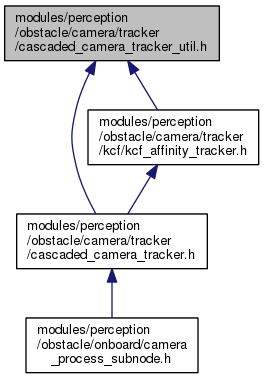 modules/perception
/obstacle/camera/tracker
/cascaded_camera_tracker_util.h
modules/perception
/obstacle/camera/tracker
/kcf/kcf_affinity_tracker.h
modules/perception
/obstacle/camera/tracker
/cascaded_camera_tracker.h
modules/perception
/obstacle/onboard/camera
_process_subnode.h